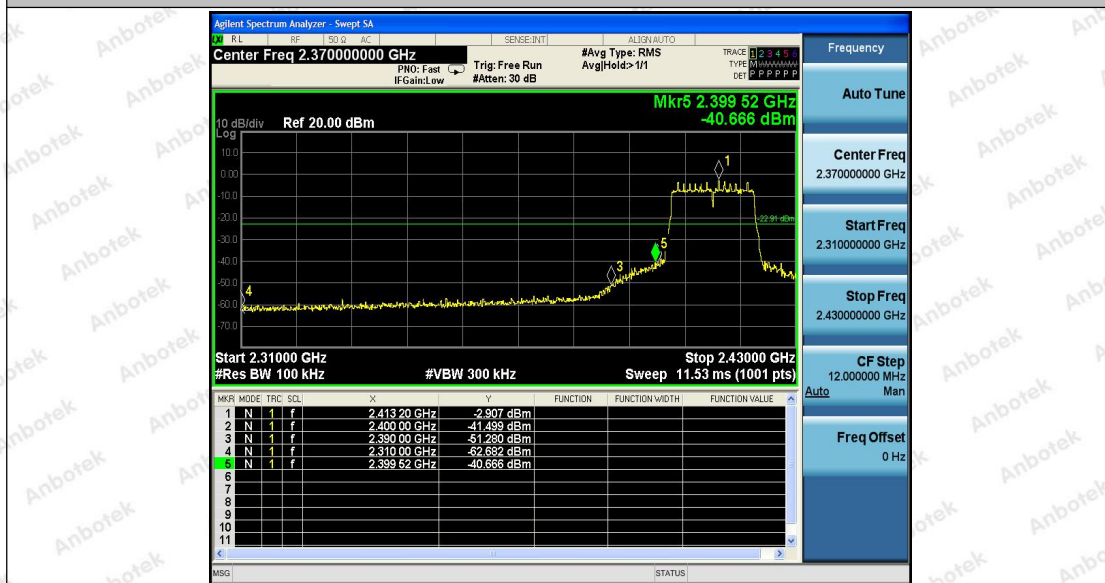 Agilent Spectrum Analyzer - Swept SA
RL RF 50 Ω AC SENSE:INT ALIGN AUTO
Center Freq 2.370000000 GHz
PNO: Fast
IFGain:Low
Trig: Free Run
#Atten: 30 dB
#Avg Type: RMS
Avg|Hold:>1/1
TRACE 1 2 3 4 5 6
TYPE M
DET P P P P P P
Mkr5 2.399 52 GHz
-40.666 dBm
10 dB/div Ref 20.00 dBm
Log
10.0
0.00
-10.0
-20.0
-30.0
-40.0
-50.0
-60.0
-70.0
1
-22.91 dBm
5
3
4
Start 2.31000 GHz Stop 2.43000 GHz
#Res BW 100 kHz #VBW 300 kHz Sweep 11.53 ms (1001 pts)
MKR MODE TRC SCL X Y FUNCTION FUNCTION WIDTH FUNCTION VALUE
1 N 1 f 2.413 20 GHz -2.907 dBm
2 N 1 f 2.400 00 GHz -41.499 dBm
3 N 1 f 2.390 00 GHz -51.280 dBm
4 N 1 f 2.310 00 GHz -62.682 dBm
5 N 1 f 2.399 52 GHz -40.666 dBm
6
7
8
9
10
11
MSG STATUS
Frequency
Auto Tune
Center Freq
2.370000000 GHz
Start Freq
2.310000000 GHz
Stop Freq
2.430000000 GHz
CF Step
12.000000 MHz
Auto Man
Freq Offset
0 Hz
Anbotek